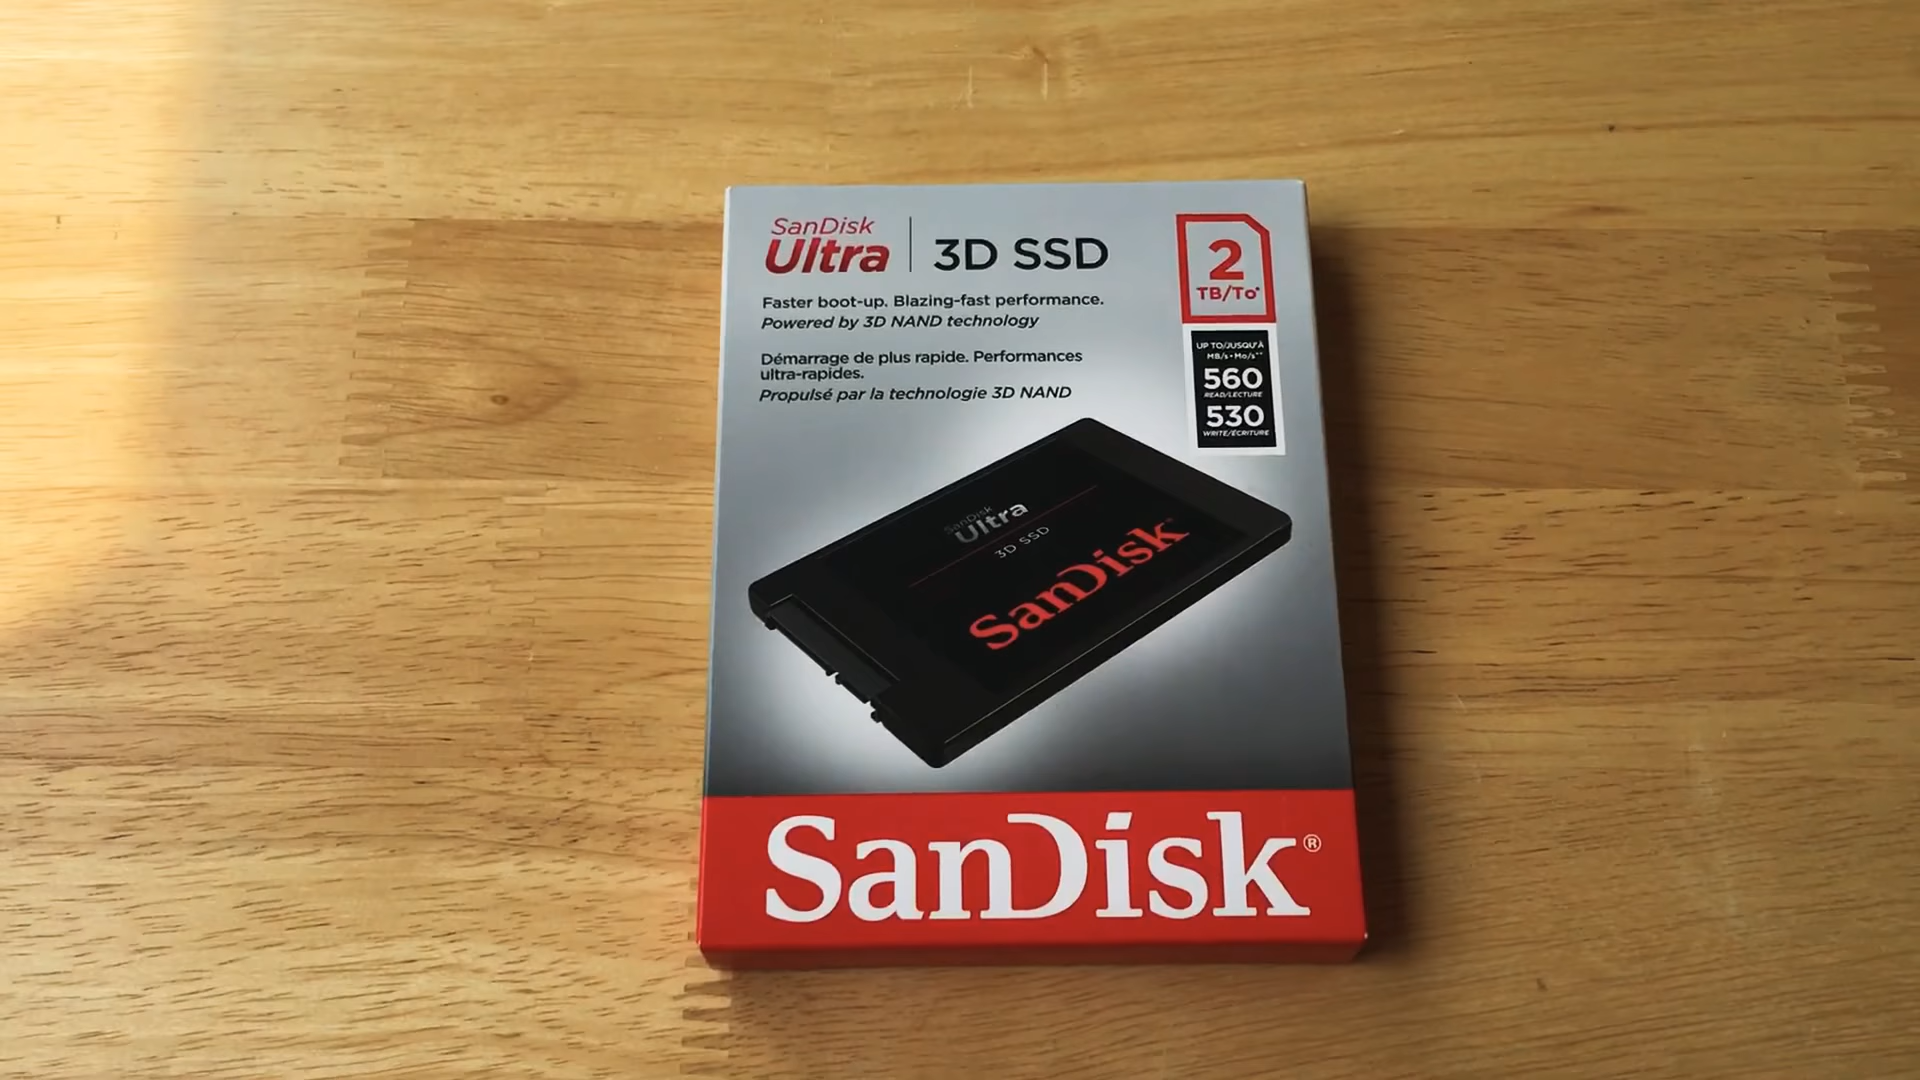 SanDisk
Ultra
3D SSD
2
TB/To*
Faster boot-up. Blazing-fast performance.
Powered by 3D NAND technology
Démarrage de plus rapide. Performances
ultra-rapides.
Propulsé par la technologie 3D NAND
UP TO/JUSQU'À
MB/s • Mo/s**
560
READ/LECTURE
530
WRITE/ÉCRITURE
SanDisk
Ultra
3D SSD
SanDisk
SanDisk®